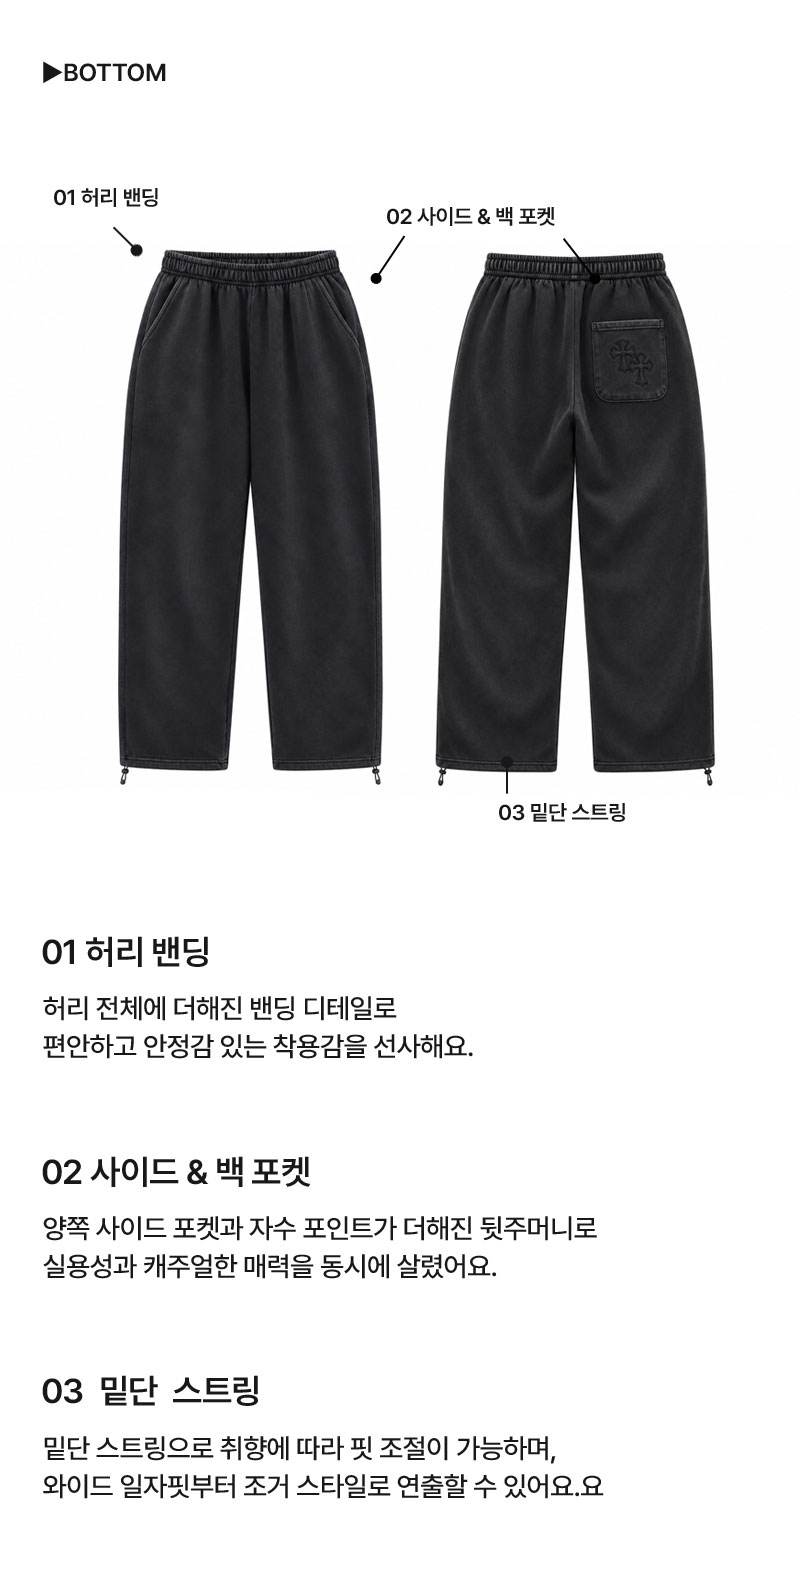 ▶BOTTOM
01 허리 밴딩
02 사이드 & 백 포켓
03 밑단 스트링
01 허리 밴딩
허리 전체에 더해진 밴딩 디테일로
편안하고 안정감 있는 착용감을 선사해요.
02 사이드 & 백 포켓
양쪽 사이드 포켓과 자수 포인트가 더해진 뒷주머니로
실용성과 캐주얼한 매력을 동시에 살렸어요.
03 밑단 스트링
밑단 스트링으로 취향에 따라 핏 조절이 가능하며,
와이드 일자핏부터 조거 스타일로 연출할 수 있어요.요